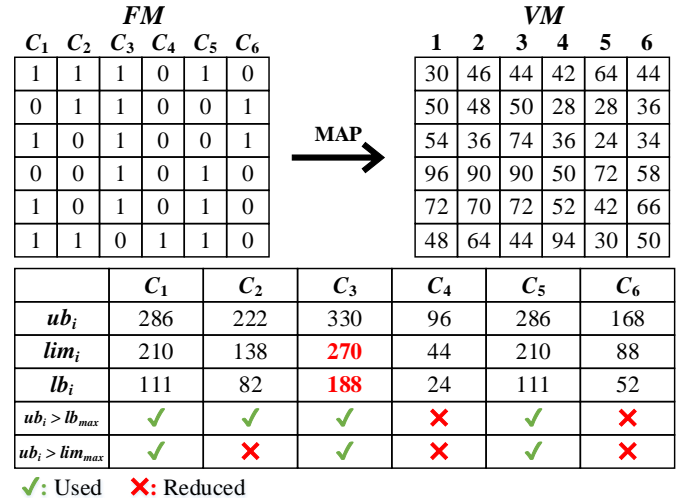 FM VM
C1 C2 C3 C4 C5 C6 1 2 3 4 5 6
1 1 1 0 1 0 30 46 44 42 64 44
0 1 1 0 0 1 50 48 50 28 28 36
1 0 1 0 0 1 MAP 54 36 74 36 24 34
0 0 1 0 1 0 96 90 90 50 72 58
1 0 1 0 1 0 72 70 72 52 42 66
1 1 0 1 1 0 48 64 44 94 30 50
C1 C2 C3 C4 C5 C6
ubi 286 222 330 96 286 168
limi 210 138 270 44 210 88
lbi 111 82 188 24 111 52
ubi > lbmax ✓ ✓ ✓ ✗ ✓ ✗
ubi > limmax ✓ ✗ ✓ ✗ ✓ ✗
✓: Used ✗: Reduced